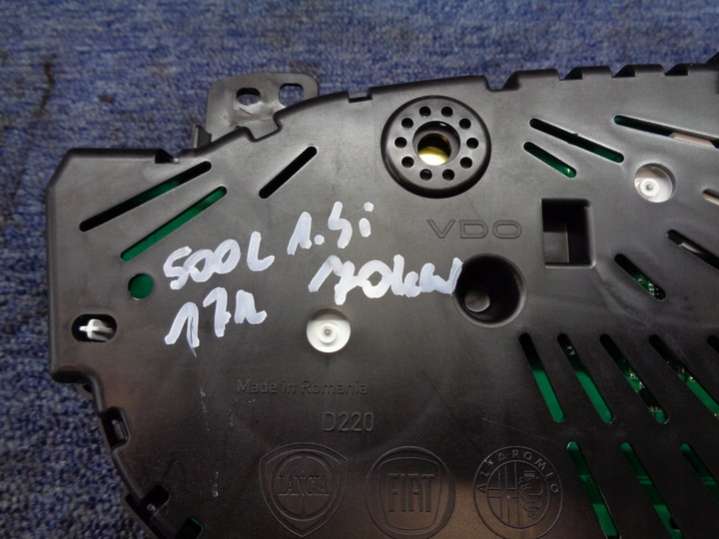 VDO
500L 1.4i
17r 70kW
Made in Romania
D220
LANCIA FIAT ALFA ROMEO